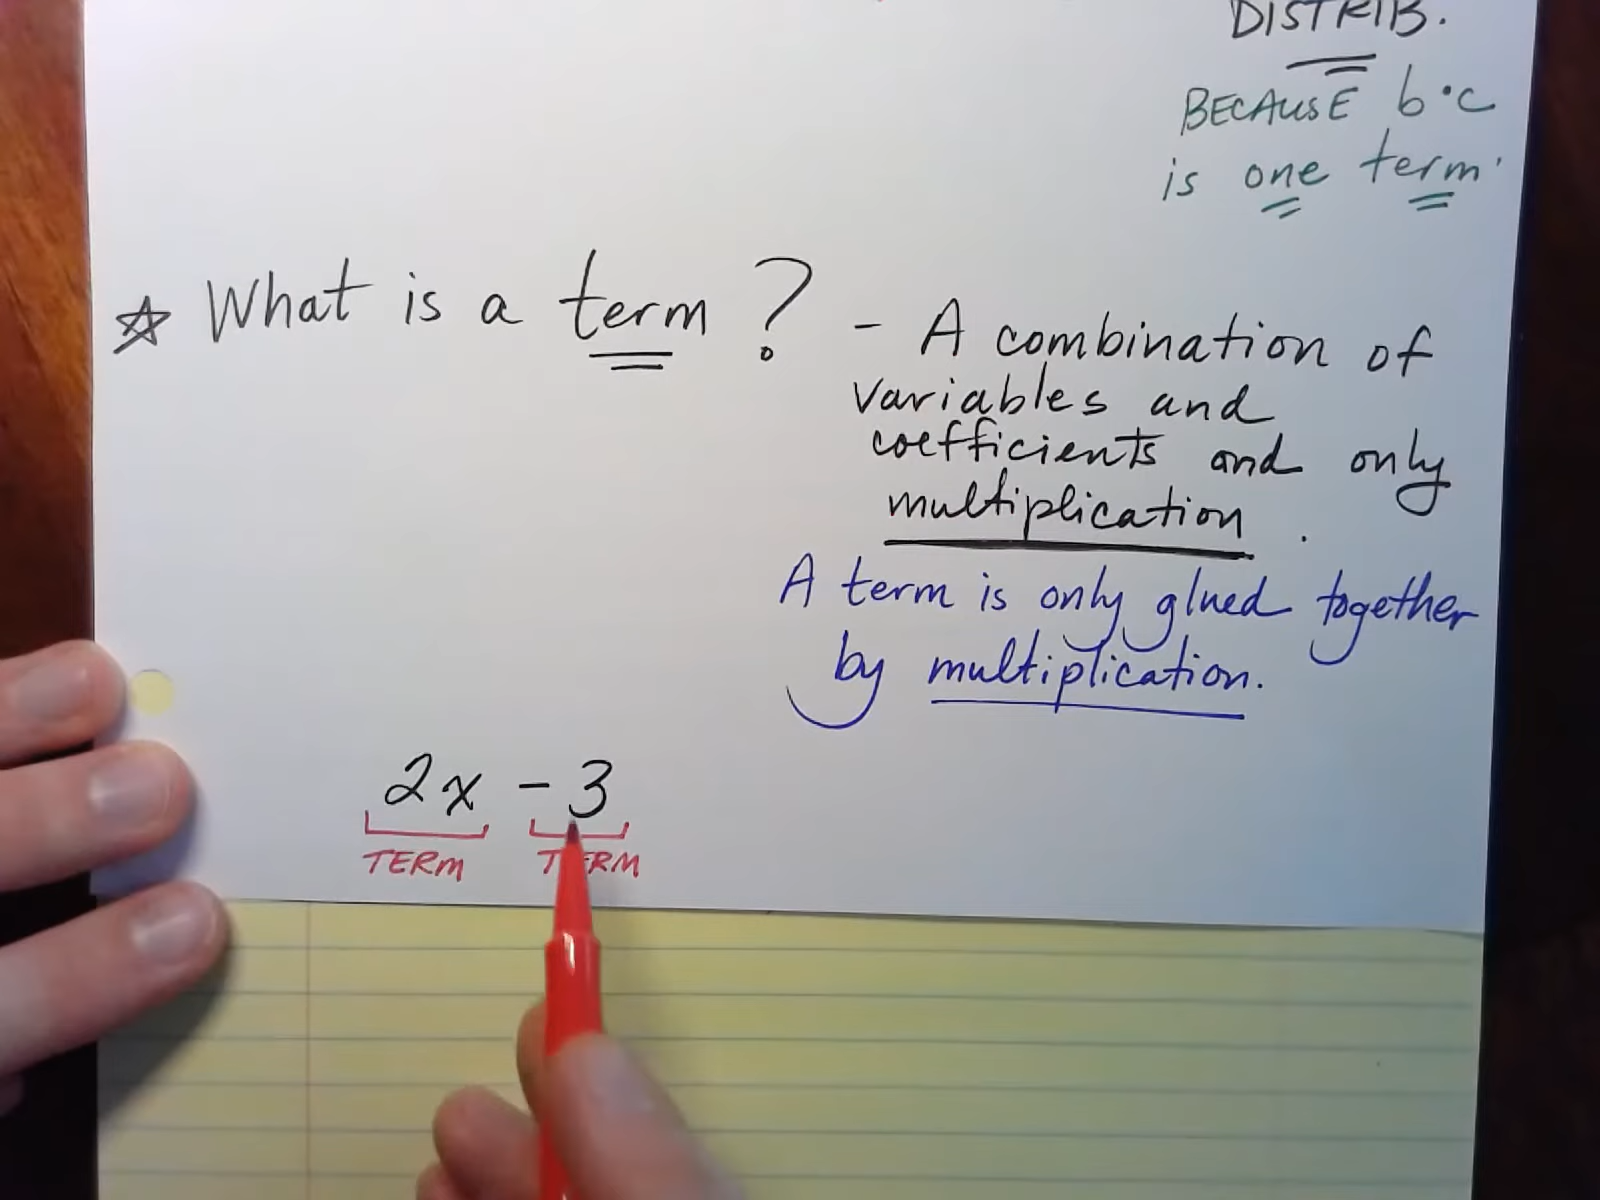 DISTRIB.
BECAUSE b·c
is one term
What is a term? - A combination of
variables and
coefficients and only
multiplication.
A term is only glued together
by multiplication.
2x - 3
TERM TERM